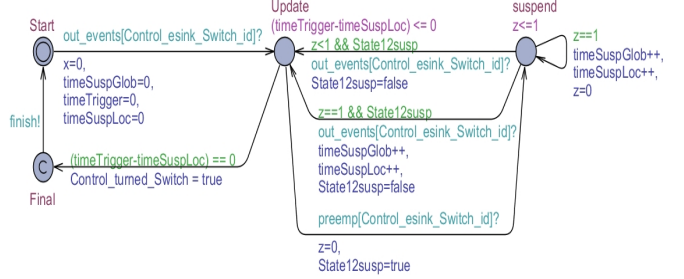 Start
out_events[Control_esink_Switch_id]?
x=0,
timeSuspGlob=0,
timeTrigger=0,
timeSuspLoc=0
finish!
C
Final
(timeTrigger-timeSuspLoc) == 0
Control_turned_Switch = true
Update
(timeTrigger-timeSuspLoc) <= 0
z<1 && State12susp
out_events[Control_esink_Switch_id]?
State12susp=false
z==1 && State12susp
out_events[Control_esink_Switch_id]?
timeSuspGlob++,
timeSuspLoc++,
State12susp=false
preemp[Control_esink_Switch_id]?
z=0,
State12susp=true
suspend
z<=1
z==1
timeSuspGlob++,
timeSuspLoc++,
z=0